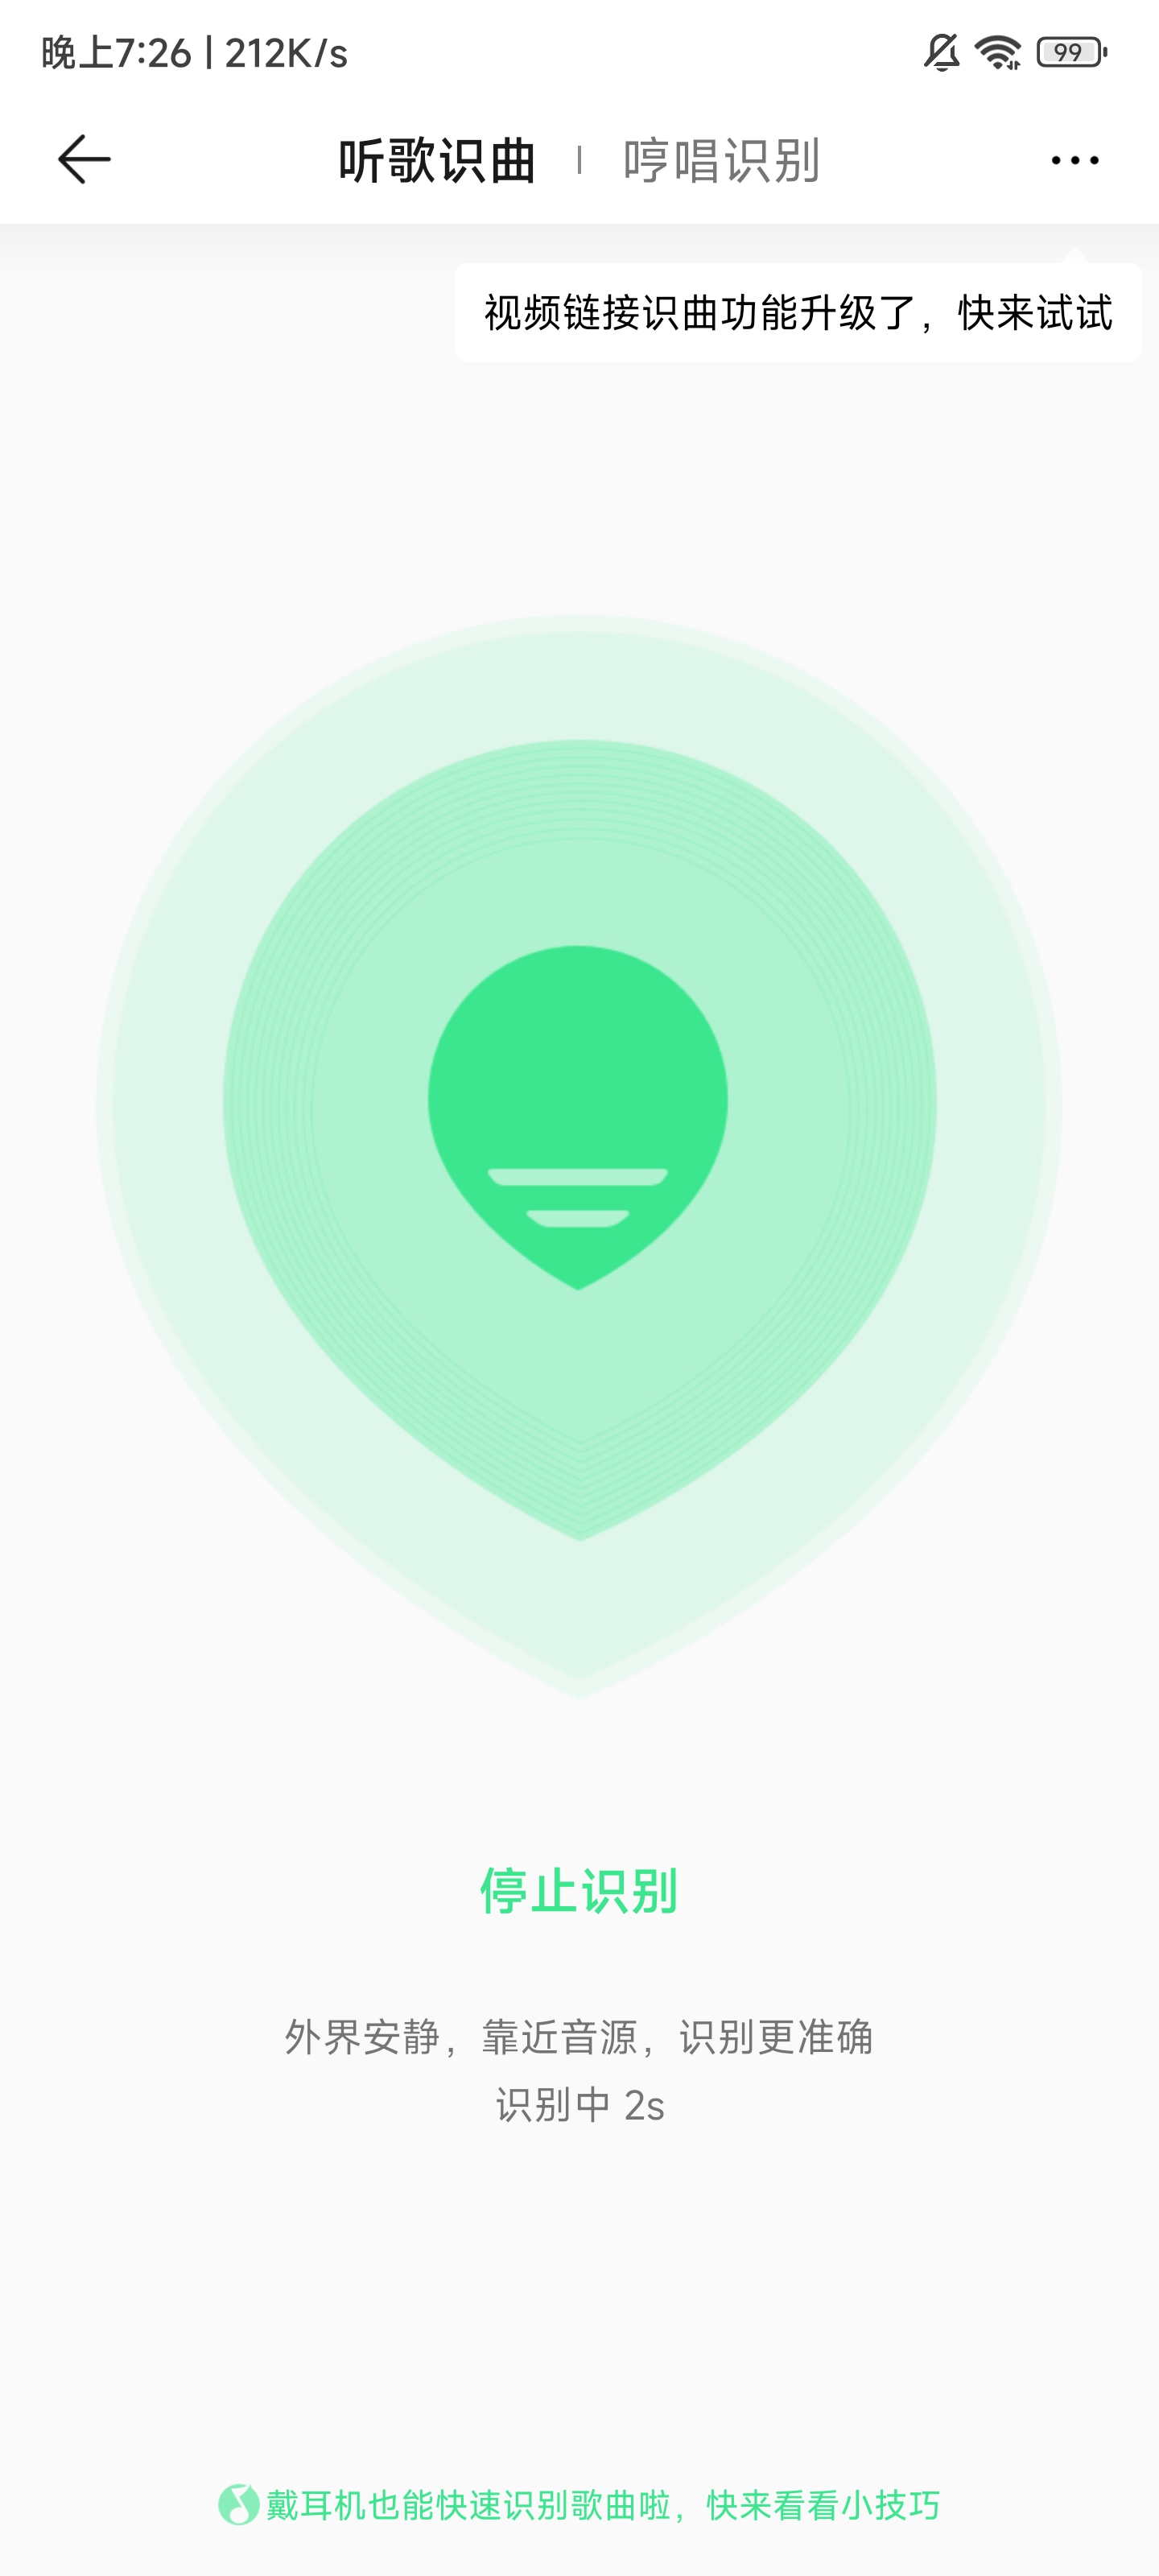 晚上7:26 | 212K/s
99
听歌识曲 | 哼唱识别
视频链接识曲功能升级了，快来试试
停止识别
外界安静，靠近音源，识别更准确
识别中 2s
戴耳机也能快速识别歌曲啦，快来看看小技巧